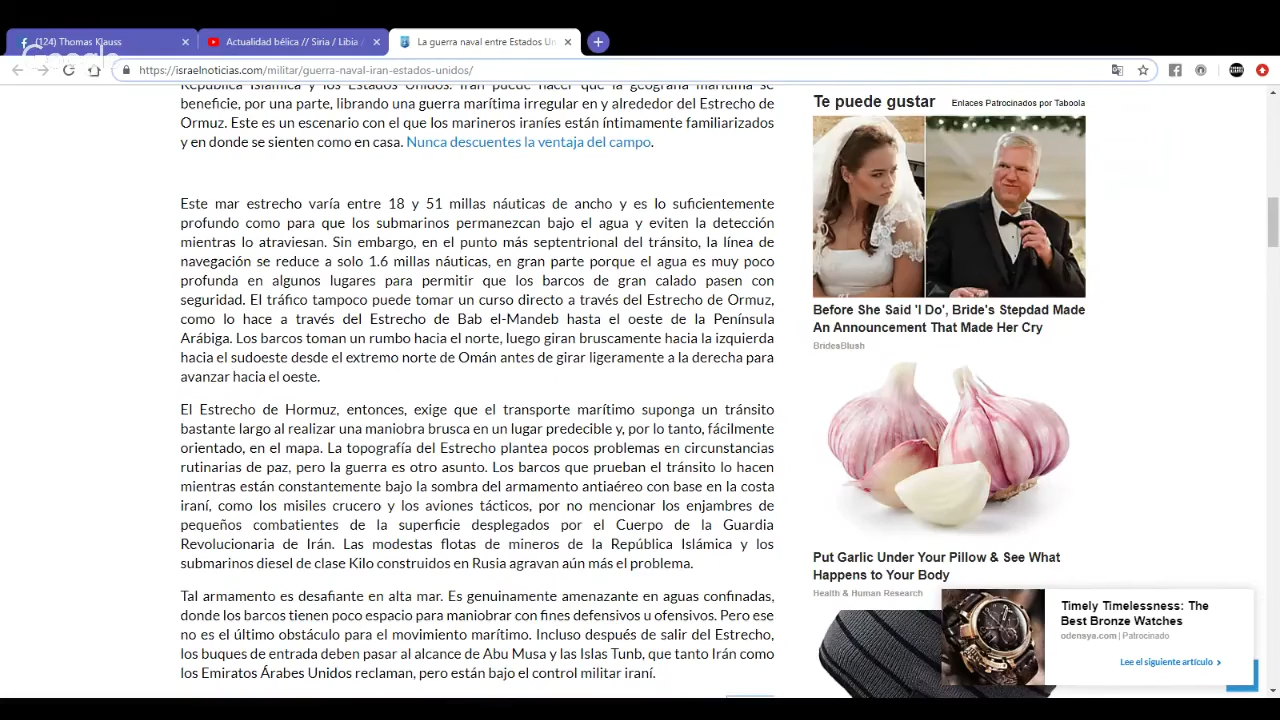 (124) Thomas Klauss
Actualidad bélica // Siria / Libia
La guerra naval entre Estados Un
Google
https://israelnoticias.com/militar/guerra-naval-iran-estados-unidos/
República Islámica y los Estados Unidos. Irán puede hacer que la geografía marítima se
beneficie, por una parte, librando una guerra marítima irregular en y alrededor del Estrecho de
Ormuz. Este es un escenario con el que los marineros iraníes están íntimamente familiarizados
y en donde se sienten como en casa. Nunca descuentes la ventaja del campo.
Este mar estrecho varía entre 18 y 51 millas náuticas de ancho y es lo suficientemente
profundo como para que los submarinos permanezcan bajo el agua y eviten la detección
mientras lo atraviesan. Sin embargo, en el punto más septentrional del tránsito, la línea de
navegación se reduce a solo 1.6 millas náuticas, en gran parte porque el agua es muy poco
profunda en algunos lugares para permitir que los barcos de gran calado pasen con
seguridad. El tráfico tampoco puede tomar un curso directo a través del Estrecho de Ormuz,
como lo hace a través del Estrecho de Bab el-Mandeb hasta el oeste de la Península
Arábiga. Los barcos toman un rumbo hacia el norte, luego giran bruscamente hacia la izquierda
hacia el sudoeste desde el extremo norte de Omán antes de girar ligeramente a la derecha para
avanzar hacia el oeste.
El Estrecho de Hormuz, entonces, exige que el transporte marítimo suponga un tránsito
bastante largo al realizar una maniobra brusca en un lugar predecible y, por lo tanto, fácilmente
orientado, en el mapa. La topografía del Estrecho plantea pocos problemas en circunstancias
rutinarias de paz, pero la guerra es otro asunto. Los barcos que prueban el tránsito lo hacen
mientras están constantemente bajo la sombra del armamento antiaéreo con base en la costa
iraní, como los misiles crucero y los aviones tácticos, por no mencionar los enjambres de
pequeños combatientes de la superficie desplegados por el Cuerpo de la Guardia
Revolucionaria de Irán. Las modestas flotas de mineros de la República Islámica y los
submarinos diesel de clase Kilo construidos en Rusia agravan aún más el problema.
Tal armamento es desafiante en alta mar. Es genuinamente amenazante en aguas confinadas,
donde los barcos tienen poco espacio para maniobrar con fines defensivos u ofensivos. Pero ese
no es el último obstáculo para el movimiento marítimo. Incluso después de salir del Estrecho,
los buques de entrada deben pasar al alcance de Abu Musa y las Islas Tunb, que tanto Irán como
los Emiratos Árabes Unidos reclaman, pero están bajo el control militar iraní.
Te puede gustar
Enlaces Patrocinados por Taboola
Before She Said 'I Do', Bride's Stepdad Made
An Announcement That Made Her Cry
BridesBlush
Put Garlic Under Your Pillow & See What
Happens to Your Body
Health & Human Research
Timely Timelessness: The
Best Bronze Watches
odensya.com | Patrocinado
Lee el siguiente artículo